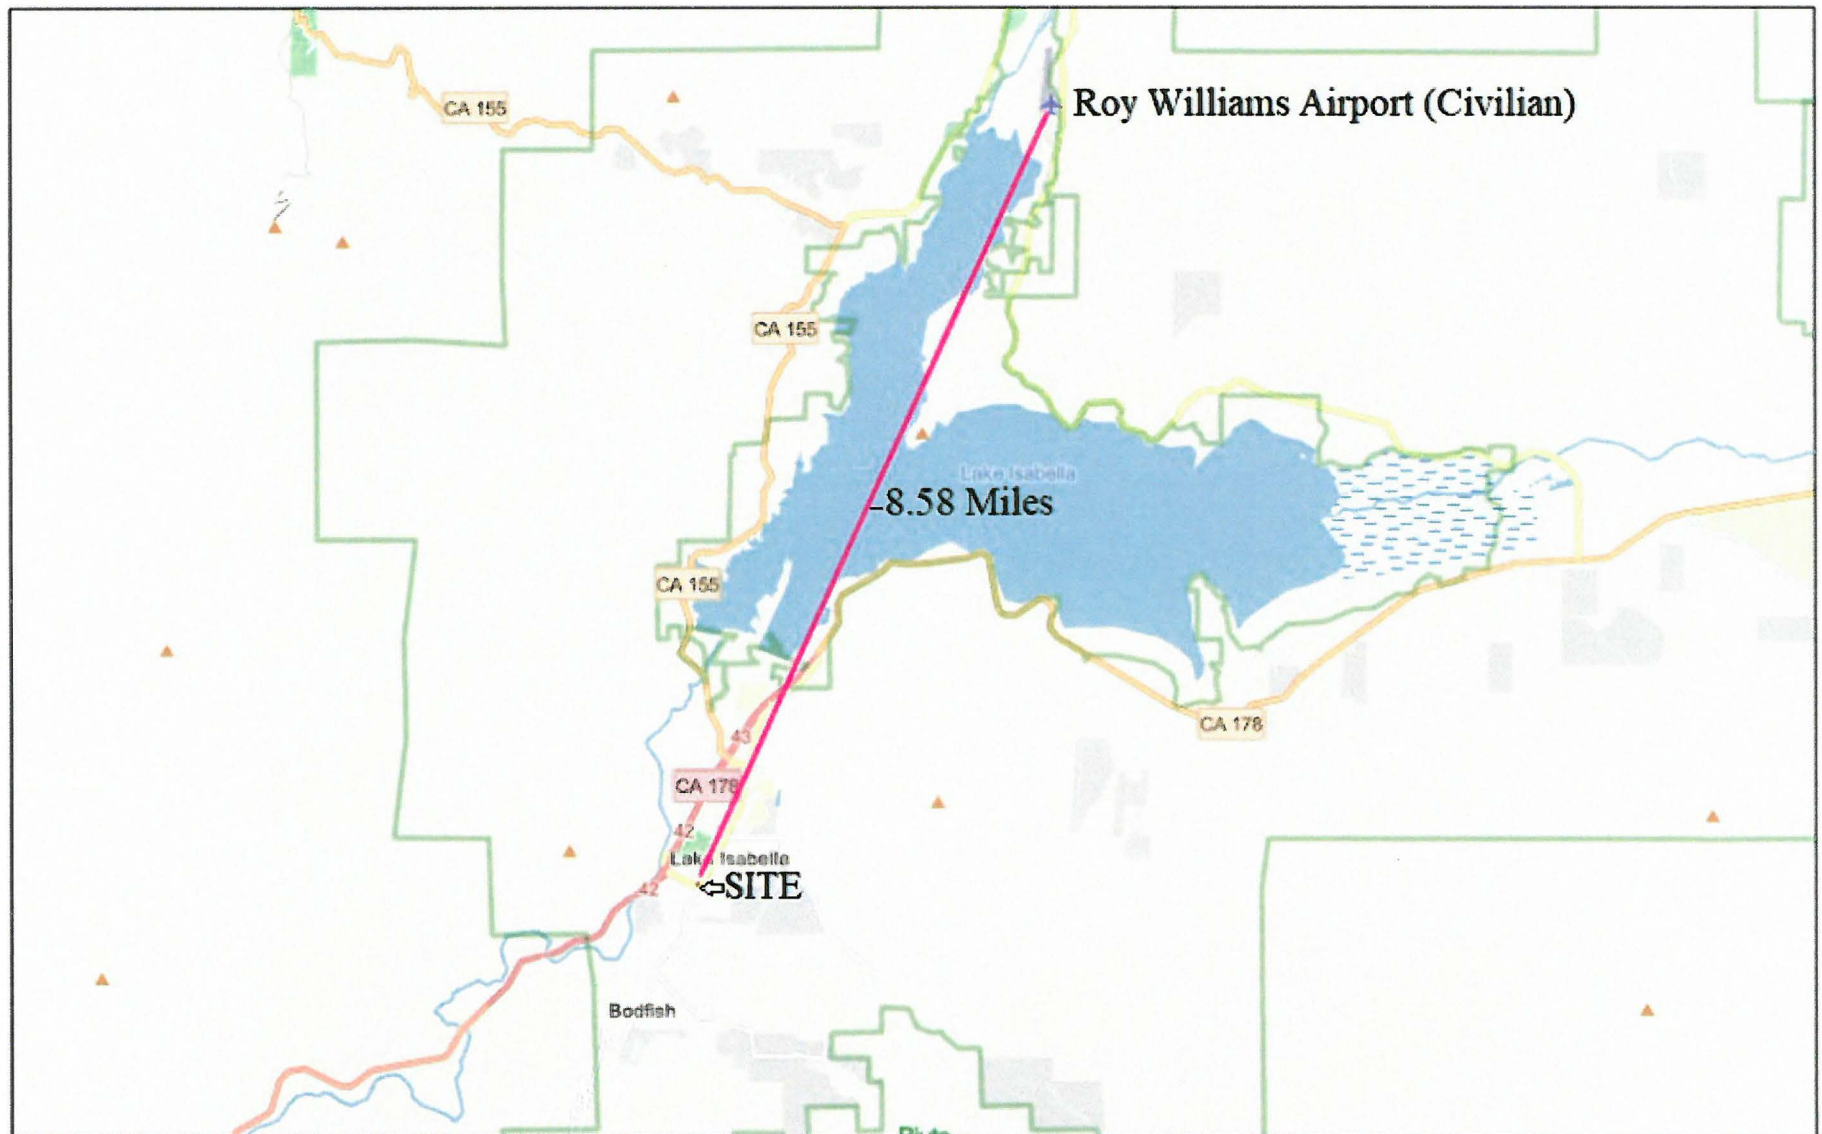 CA 155
Roy Williams Airport (Civilian)
CA 155
Lake Isabella
-8.58 Miles
CA 155
CA 178
43
CA 178
42
Lake Isabella
42
SITE
Bodfish